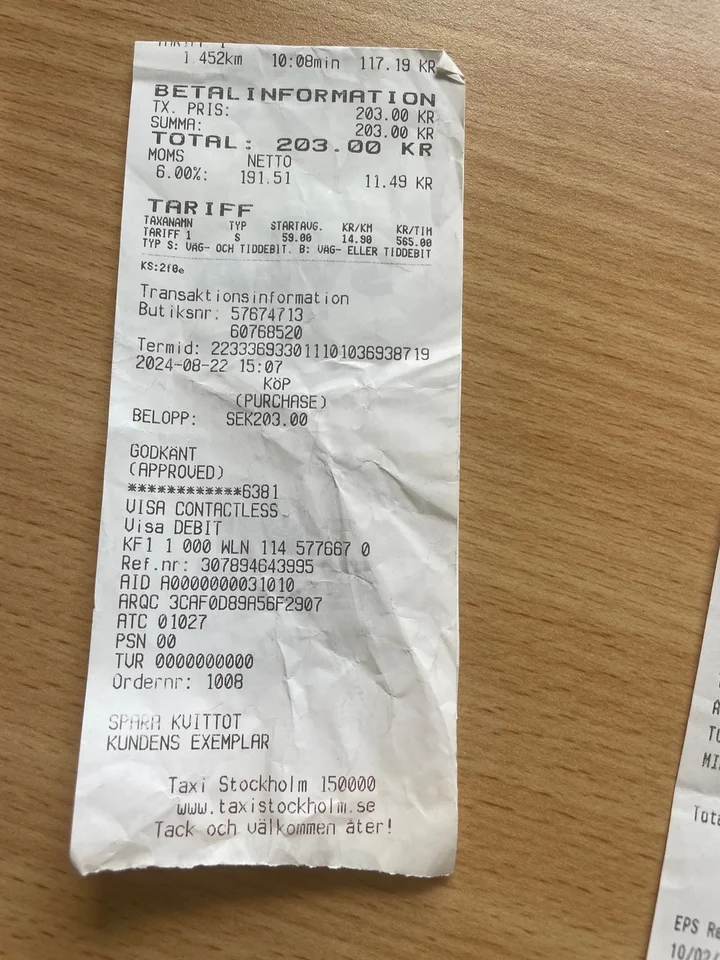 1 452km 10:08min 117.19 KR
BETALINFORMATION
TX. PRIS: 203.00 KR
SUMMA: 203.00 KR
TOTAL: 203.00 KR
MOMS NETTO
6.00%: 191.51 11.49 KR
TARIFF
TAXANAMN TYP STARTAVG. KR/KM KR/TIM
TARIFF 1 S 59.00 14.90 565.00
TYP S: VAG- OCH TIDDEBIT. B: VAG- ELLER TIDDEBIT
KS:2f0e
Transaktionsinformation
Butiksnr: 57674713
60768520
Termid: 223336933011101036938719
2024-08-22 15:07
KöP
(PURCHASE)
BELOPP: SEK203.00
GODKÄNT
(APPROVED)
************6381
VISA CONTACTLESS
Visa DEBIT
KF1 1 000 WLN 114 577667 0
Ref.nr: 307894643995
AID A0000000031010
ARQC 3CAF0D89A56F2907
ATC 01027
PSN 00
TVR 0000000000
Ordernr: 1008
SPARA KVITTOT
KUNDENS EXEMPLAR
Taxi Stockholm 150000
www.taxistockholm.se
Tack och välkommen åter!
EPS